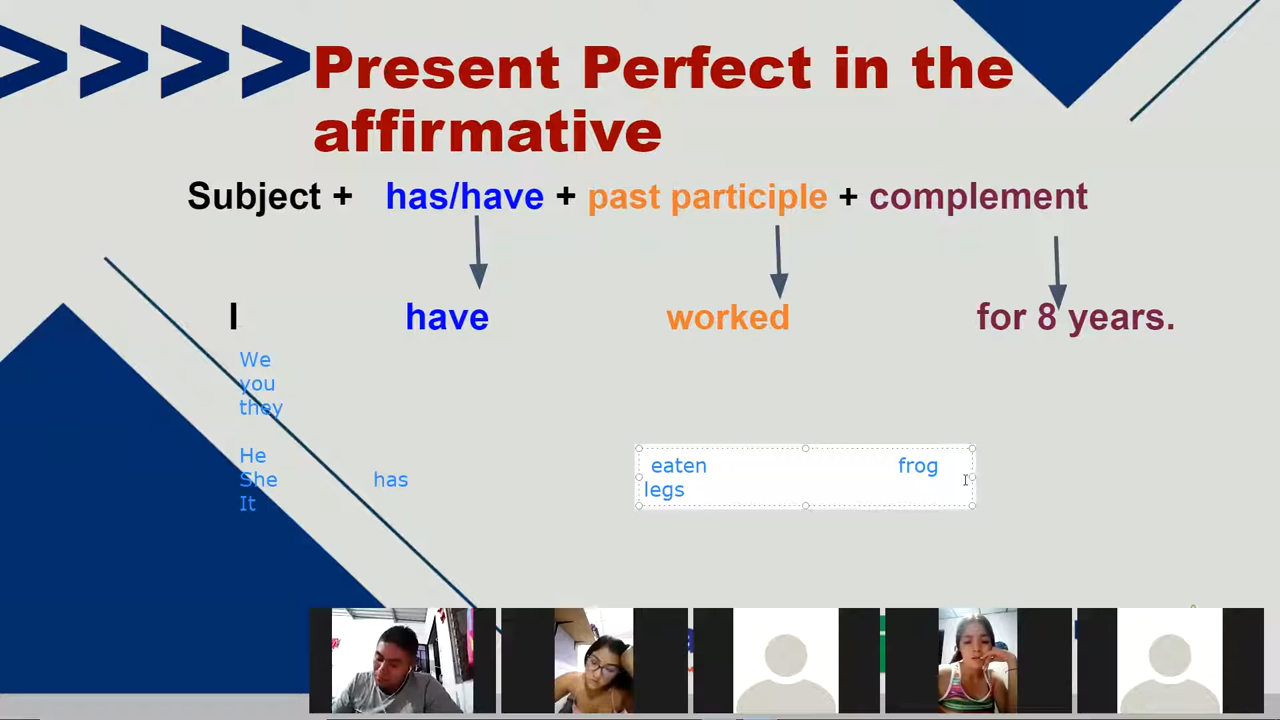 >>>>Present Perfect in the
affirmative
Subject + has/have + past participle + complement
I have worked for 8 years.
We
you
they
He
She has
It
eaten frog
legs